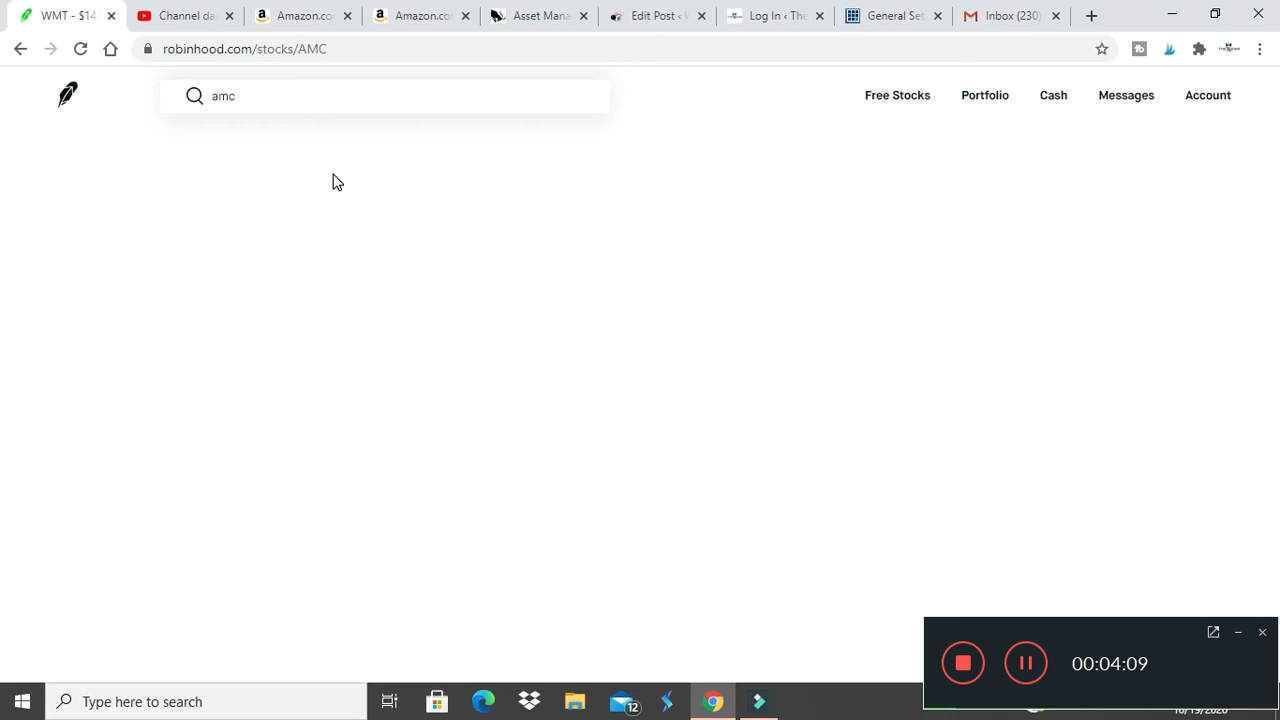 WMT - $14
Channel da
Amazon.co
Amazon.co
Asset Mana
Edit Post ‹
Log In ‹ The
General Set
Inbox (230)
robinhood.com/stocks/AMC
amc
Free Stocks
Portfolio
Cash
Messages
Account
00:04:09
Type here to search
12